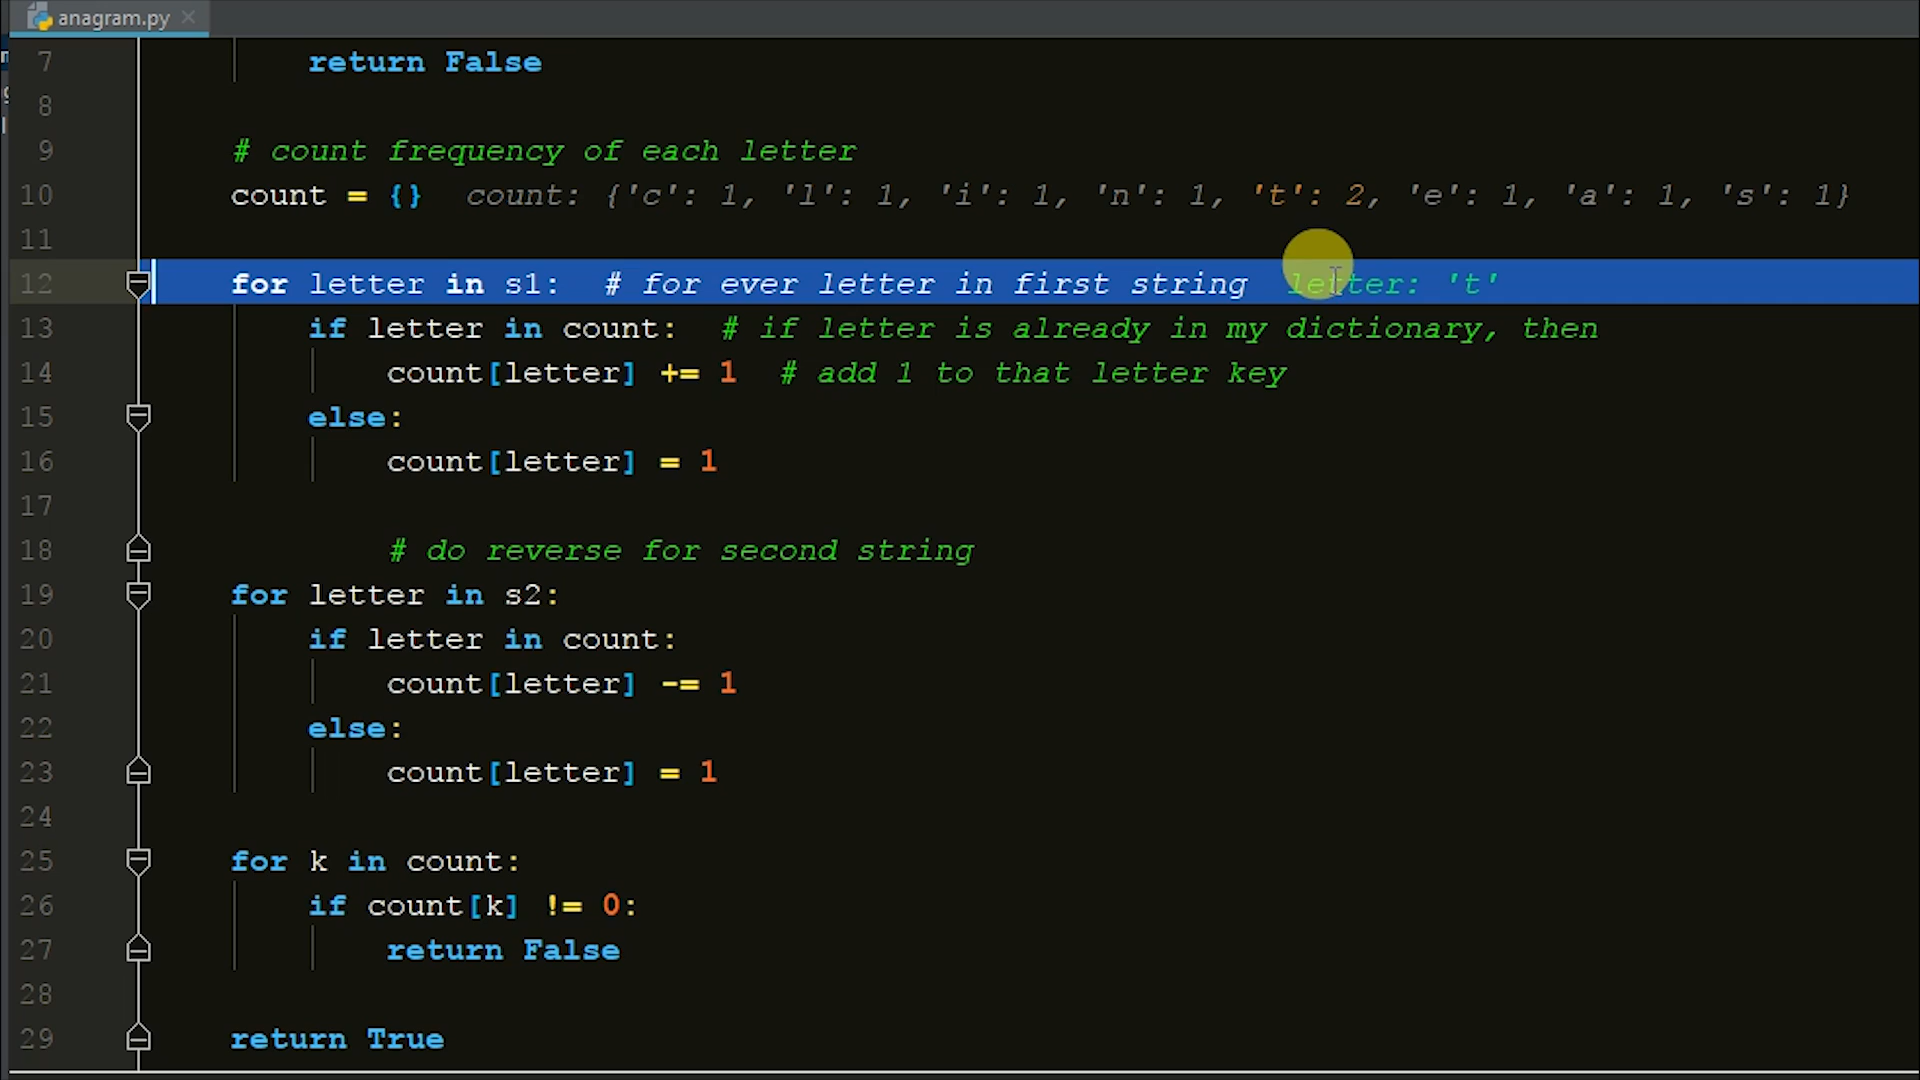 anagram.py
7 return False
8
9 # count frequency of each letter
10 count = {} count: {'c': 1, 'l': 1, 'i': 1, 'n': 1, 't': 2, 'e': 1, 'a': 1, 's': 1}
11
12 for letter in s1: # for ever letter in first string letter: 't'
13 if letter in count: # if letter is already in my dictionary, then
14 count[letter] += 1 # add 1 to that letter key
15 else:
16 count[letter] = 1
17
18 # do reverse for second string
19 for letter in s2:
20 if letter in count:
21 count[letter] -= 1
22 else:
23 count[letter] = 1
24
25 for k in count:
26 if count[k] != 0:
27 return False
28
29 return True